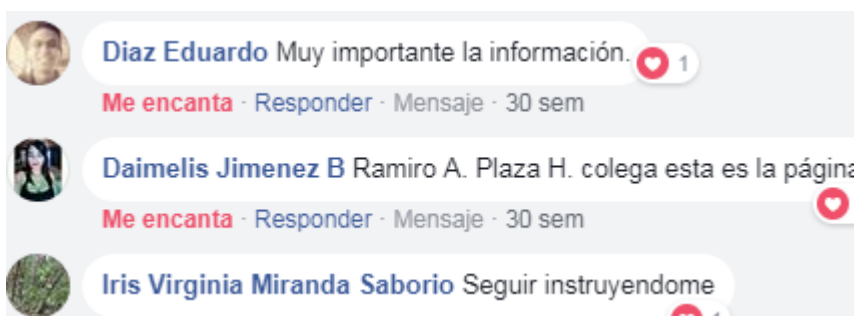 Diaz Eduardo Muy importante la información. 1
Me encanta · Responder · Mensaje · 30 sem
Daimelis Jimenez B Ramiro A. Plaza H. colega esta es la página
Me encanta · Responder · Mensaje · 30 sem
Iris Virginia Miranda Saborio Seguir instruyendome
1